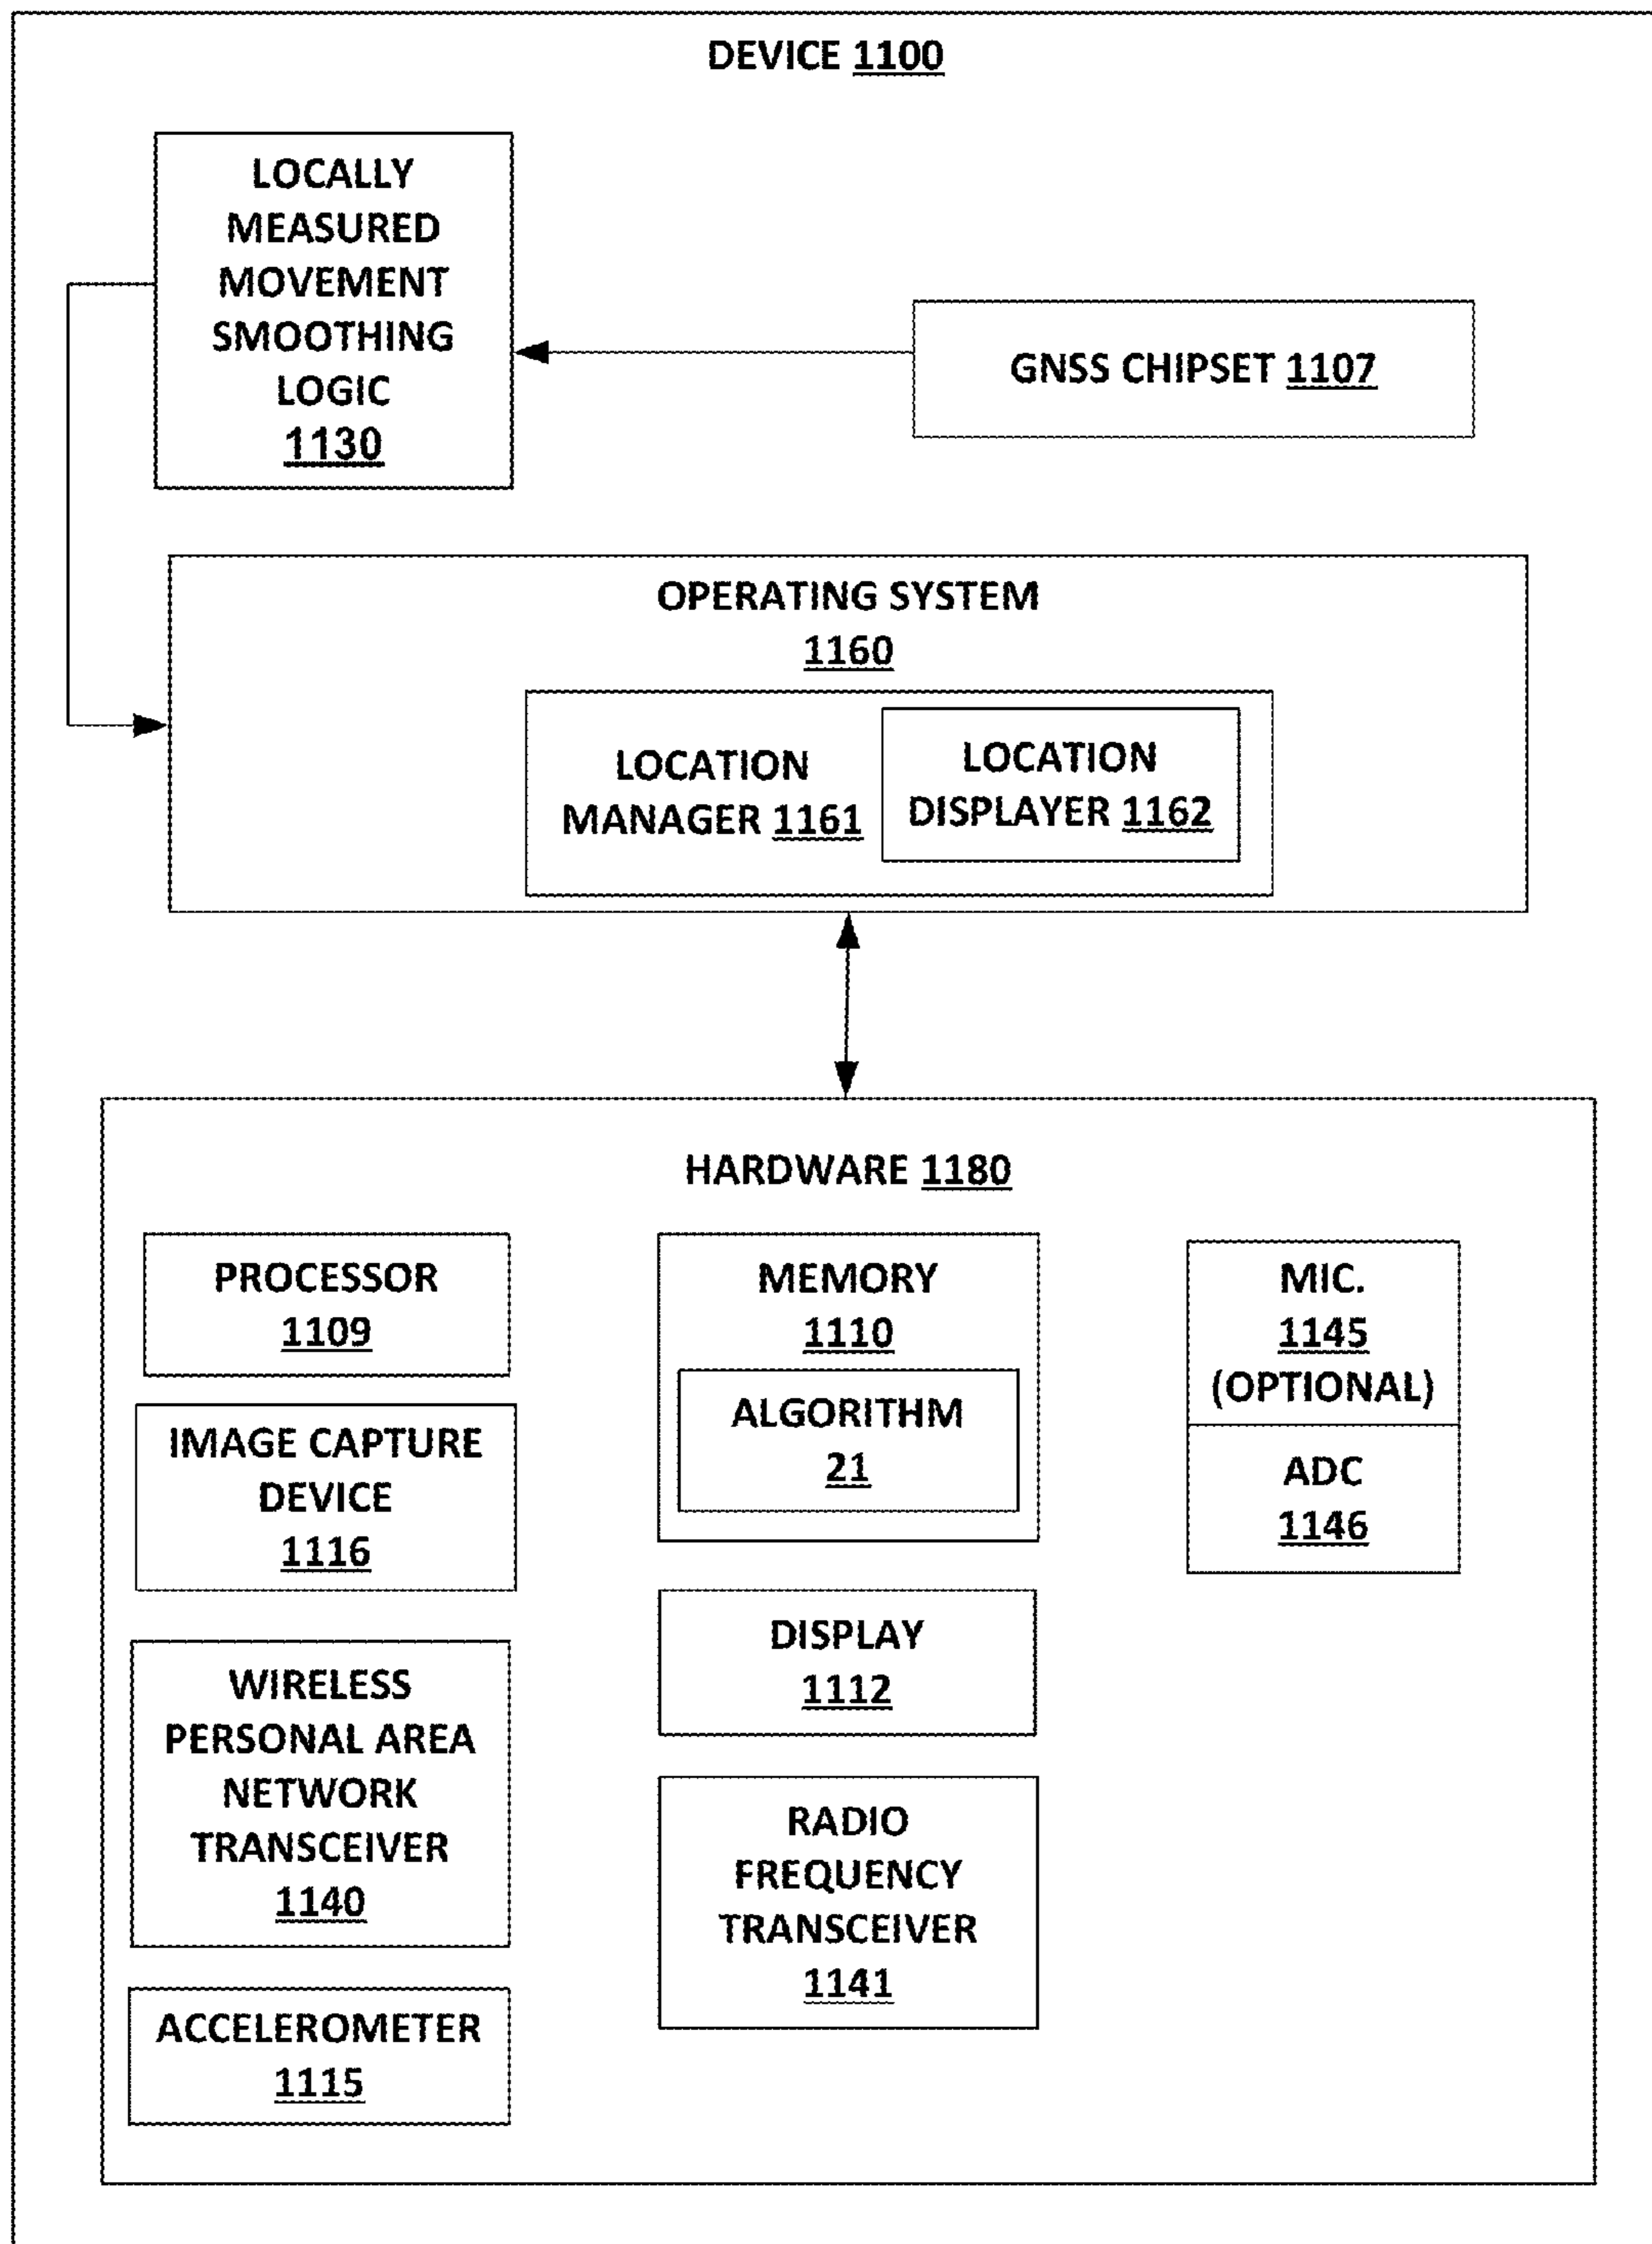 DEVICE 1100
LOCALLY
MEASURED
MOVEMENT
SMOOTHING
LOGIC
1130
GNSS CHIPSET 1107
OPERATING SYSTEM
1160
LOCATION
MANAGER 1161
LOCATION
DISPLAYER 1162
HARDWARE 1180
PROCESSOR
1109
IMAGE CAPTURE
DEVICE
1116
WIRELESS
PERSONAL AREA
NETWORK
TRANSCEIVER
1140
ACCELEROMETER
1115
MEMORY
1110
ALGORITHM
21
DISPLAY
1112
RADIO
FREQUENCY
TRANSCEIVER
1141
MIC.
1145
(OPTIONAL)
ADC
1146